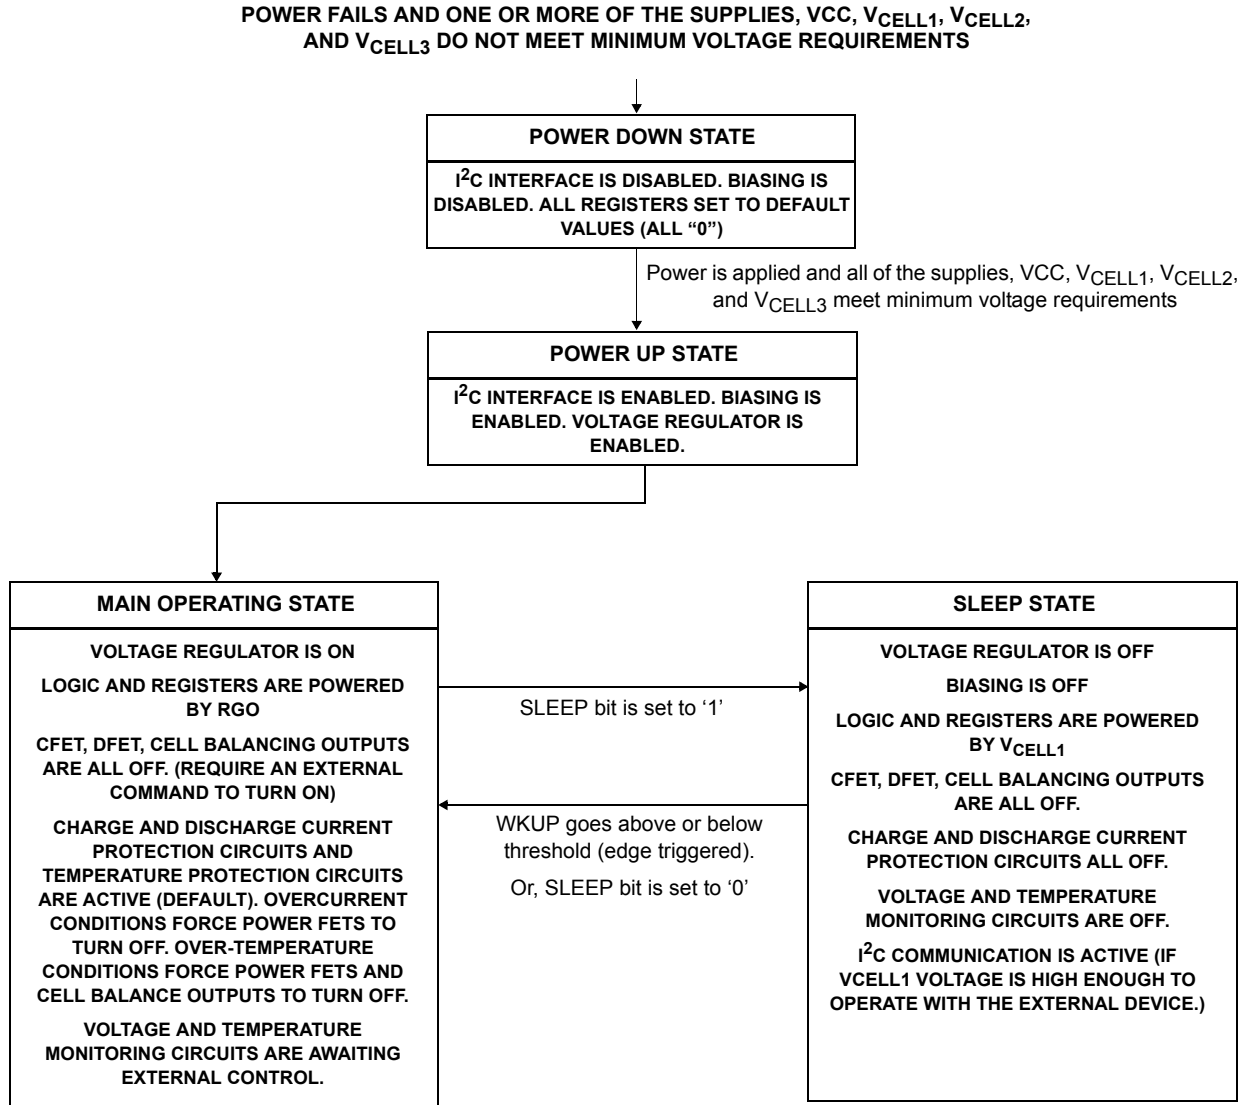 POWER FAILS AND ONE OR MORE OF THE SUPPLIES, VCC, VCELL1, VCELL2,
AND VCELL3 DO NOT MEET MINIMUM VOLTAGE REQUIREMENTS
POWER DOWN STATE
I2C INTERFACE IS DISABLED. BIASING IS
DISABLED. ALL REGISTERS SET TO DEFAULT
VALUES (ALL “0”)
Power is applied and all of the supplies, VCC, VCELL1, VCELL2,
and VCELL3 meet minimum voltage requirements
POWER UP STATE
I2C INTERFACE IS ENABLED. BIASING IS
ENABLED. VOLTAGE REGULATOR IS
ENABLED.
MAIN OPERATING STATE
VOLTAGE REGULATOR IS ON
LOGIC AND REGISTERS ARE POWERED
BY RGO
CFET, DFET, CELL BALANCING OUTPUTS
ARE ALL OFF. (REQUIRE AN EXTERNAL
COMMAND TO TURN ON)
CHARGE AND DISCHARGE CURRENT
PROTECTION CIRCUITS AND
TEMPERATURE PROTECTION CIRCUITS
ARE ACTIVE (DEFAULT). OVERCURRENT
CONDITIONS FORCE POWER FETS TO
TURN OFF. OVER-TEMPERATURE
CONDITIONS FORCE POWER FETS AND
CELL BALANCE OUTPUTS TO TURN OFF.
VOLTAGE AND TEMPERATURE
MONITORING CIRCUITS ARE AWAITING
EXTERNAL CONTROL.
SLEEP bit is set to ‘1’
WKUP goes above or below
threshold (edge triggered).
Or, SLEEP bit is set to ‘0’
SLEEP STATE
VOLTAGE REGULATOR IS OFF
BIASING IS OFF
LOGIC AND REGISTERS ARE POWERED
BY VCELL1
CFET, DFET, CELL BALANCING OUTPUTS
ARE ALL OFF.
CHARGE AND DISCHARGE CURRENT
PROTECTION CIRCUITS ALL OFF.
VOLTAGE AND TEMPERATURE
MONITORING CIRCUITS ARE OFF.
I2C COMMUNICATION IS ACTIVE (IF
VCELL1 VOLTAGE IS HIGH ENOUGH TO
OPERATE WITH THE EXTERNAL DEVICE.)